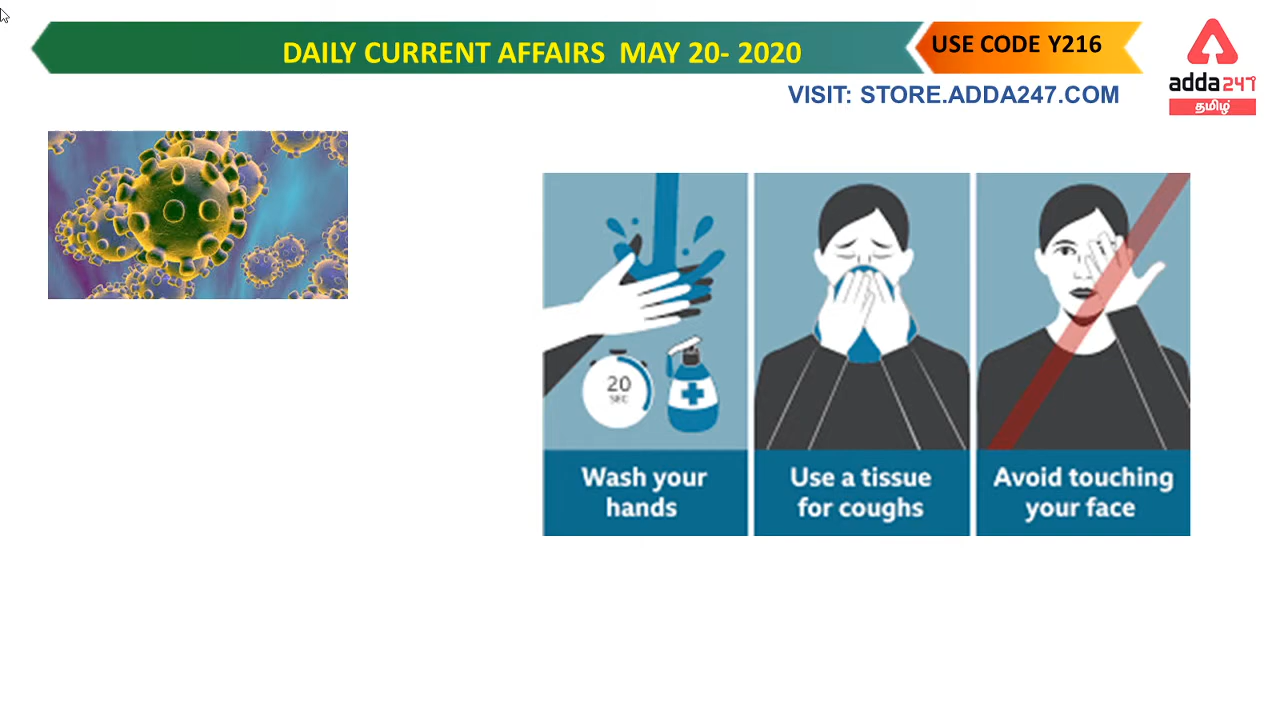 DAILY CURRENT AFFAIRS  MAY 20- 2020
USE CODE Y216
VISIT: STORE.ADDA247.COM
adda247
தமிழ்
20
SEC
Wash your
hands
Use a tissue
for coughs
Avoid touching
your face